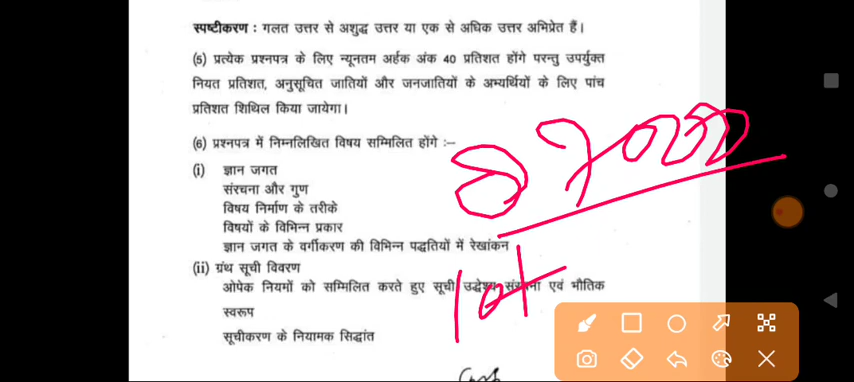 स्पष्टीकरण : गलत उत्तर से अशुद्ध उत्तर या एक से अधिक उत्तर अभिप्रेत हैं।
(5) प्रत्येक प्रश्नपत्र के लिए न्यूनतम अर्हक अंक 40 प्रतिशत होंगे परन्तु उपर्युक्त
नियत प्रतिशत, अनुसूचित जातियों और जनजातियों के अभ्यर्थियों के लिए पांच
प्रतिशत शिथिल किया जायेगा।
(6) प्रश्नपत्र में निम्नलिखित विषय सम्मिलित होंगे :–
(i) ज्ञान जगत
संरचना और गुण
विषय निर्माण के तरीके
विषयों के विभिन्न प्रकार
ज्ञान जगत के वर्गीकरण की विभिन्न पद्धतियों में रेखांकन
(ii) ग्रंथ सूची विवरण
ओपेक नियमों को सम्मिलित करते हुए सूची उद्धेश्य संरचना एवं भौतिक
स्वरूप
सूचीकरण के नियामक सिद्धांत